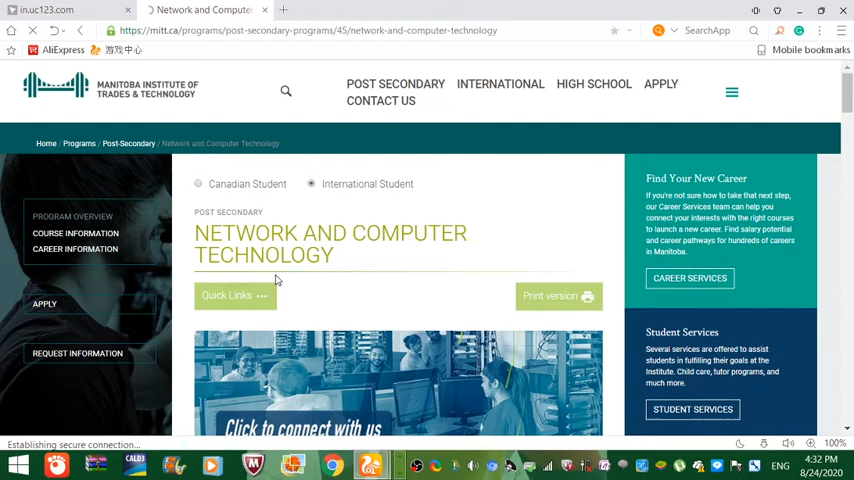 in.uc123.com
Network and Computer
https://mitt.ca/programs/post-secondary-programs/45/network-and-computer-technology
SearchApp
AliExpress
游戏中心
Mobile bookmarks
MANITOBA INSTITUTE OF
TRADES & TECHNOLOGY
POST SECONDARY INTERNATIONAL HIGH SCHOOL APPLY
CONTACT US
Home / Programs / Post-Secondary / Network and Computer Technology
PROGRAM OVERVIEW
COURSE INFORMATION
CAREER INFORMATION
APPLY
REQUEST INFORMATION
Canadian Student International Student
POST SECONDARY
NETWORK AND COMPUTER
TECHNOLOGY
Quick Links ...
Print version
Click to connect with us
Find Your New Career
If you're not sure how to take that next step,
our Career Services team can help you
connect your interests with the right courses
to launch a new career. Find salary potential
and career pathways for hundreds of careers
in Manitoba.
CAREER SERVICES
Student Services
Several services are offered to assist
students in fulfilling their goals at the
Institute. Child care, tutor programs, and
much more.
STUDENT SERVICES
Establishing secure connection...
100%
CALDJ
ENG
4:32 PM
8/24/2020